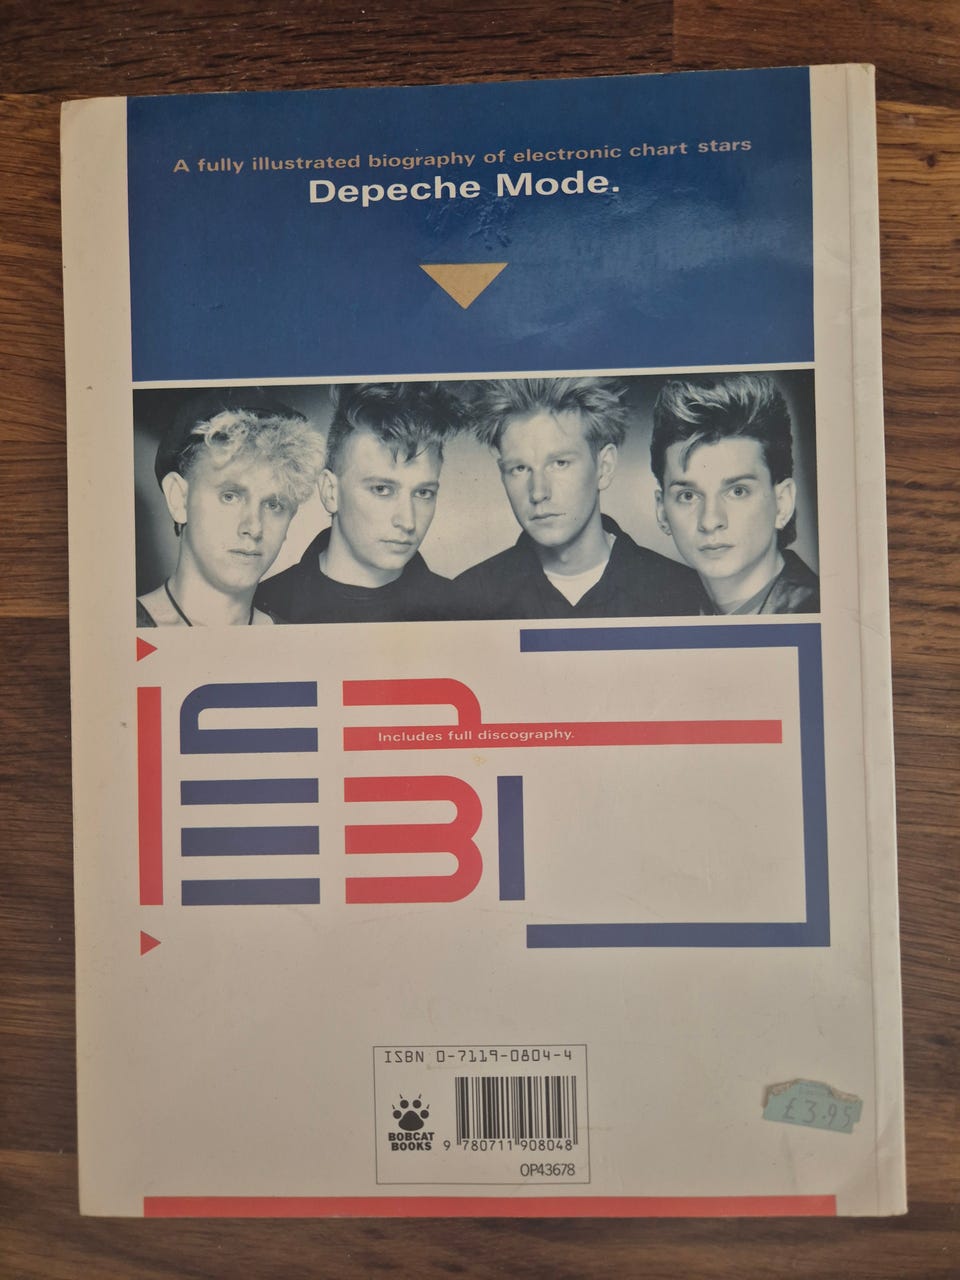 A fully illustrated biography of electronic chart stars
Depeche Mode.
Includes full discography.
ISBN 0-7119-0804-4
BOBCAT
BOOKS
9 780711 908048
OP43678
£3.95